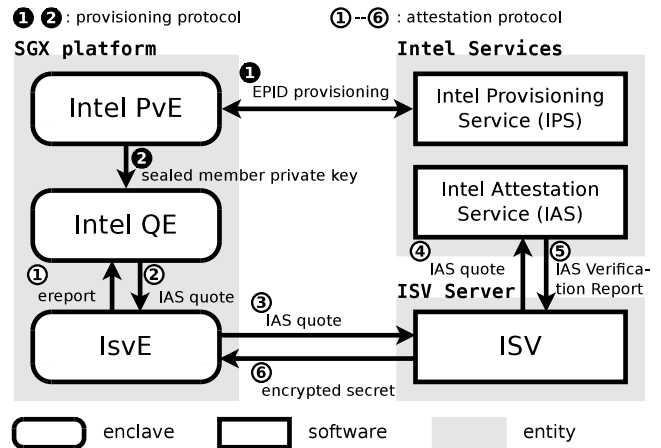 ❶ ❷ : provisioning protocol
①--⑥ : attestation protocol
SGX platform
Intel Services
Intel PvE
❶
EPID provisioning
Intel Provisioning
Service (IPS)
❷
sealed member private key
Intel QE
Intel Attestation
Service (IAS)
①
ereport
②
IAS quote
④
IAS quote
⑤
IAS Verifica-
tion Report
ISV Server
③
IAS quote
IsvE
ISV
⑥
encrypted secret
enclave
software
entity